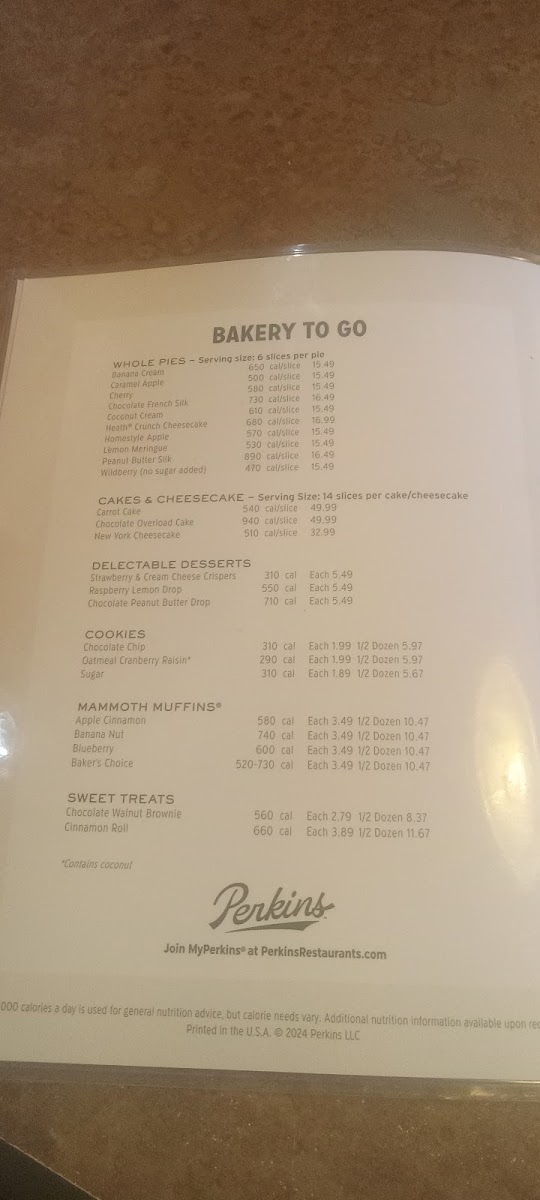 BAKERY TO GO
WHOLE PIES – Serving size: 6 slices per pie
Banana Cream 650 cal/slice 15.49
Caramel Apple 500 cal/slice 15.49
Cherry 580 cal/slice 15.49
Chocolate French Silk 730 cal/slice 16.49
Coconut Cream 610 cal/slice 15.49
Heath® Crunch Cheesecake 680 cal/slice 16.99
Homestyle Apple 570 cal/slice 15.49
Lemon Meringue 530 cal/slice 15.49
Peanut Butter Silk 890 cal/slice 16.49
Wildberry (no sugar added) 470 cal/slice 15.49
CAKES & CHEESECAKE – Serving Size: 14 slices per cake/cheesecake
Carrot Cake 540 cal/slice 49.99
Chocolate Overload Cake 940 cal/slice 49.99
New York Cheesecake 510 cal/slice 32.99
DELECTABLE DESSERTS
Strawberry & Cream Cheese Crispers 310 cal Each 5.49
Raspberry Lemon Drop 550 cal Each 5.49
Chocolate Peanut Butter Drop 710 cal Each 5.49
COOKIES
Chocolate Chip 310 cal Each 1.99 1/2 Dozen 5.97
Oatmeal Cranberry Raisin* 290 cal Each 1.99 1/2 Dozen 5.97
Sugar 310 cal Each 1.89 1/2 Dozen 5.67
MAMMOTH MUFFINS®
Apple Cinnamon 580 cal Each 3.49 1/2 Dozen 10.47
Banana Nut 740 cal Each 3.49 1/2 Dozen 10.47
Blueberry 600 cal Each 3.49 1/2 Dozen 10.47
Baker's Choice 520-730 cal Each 3.49 1/2 Dozen 10.47
SWEET TREATS
Chocolate Walnut Brownie 560 cal Each 2.79 1/2 Dozen 8.37
Cinnamon Roll 660 cal Each 3.89 1/2 Dozen 11.67
*Contains coconut
Perkins
Join MyPerkins® at PerkinsRestaurants.com
000 calories a day is used for general nutrition advice, but calorie needs vary. Additional nutrition information available upon
Printed in the U.S.A. © 2024 Perkins LLC